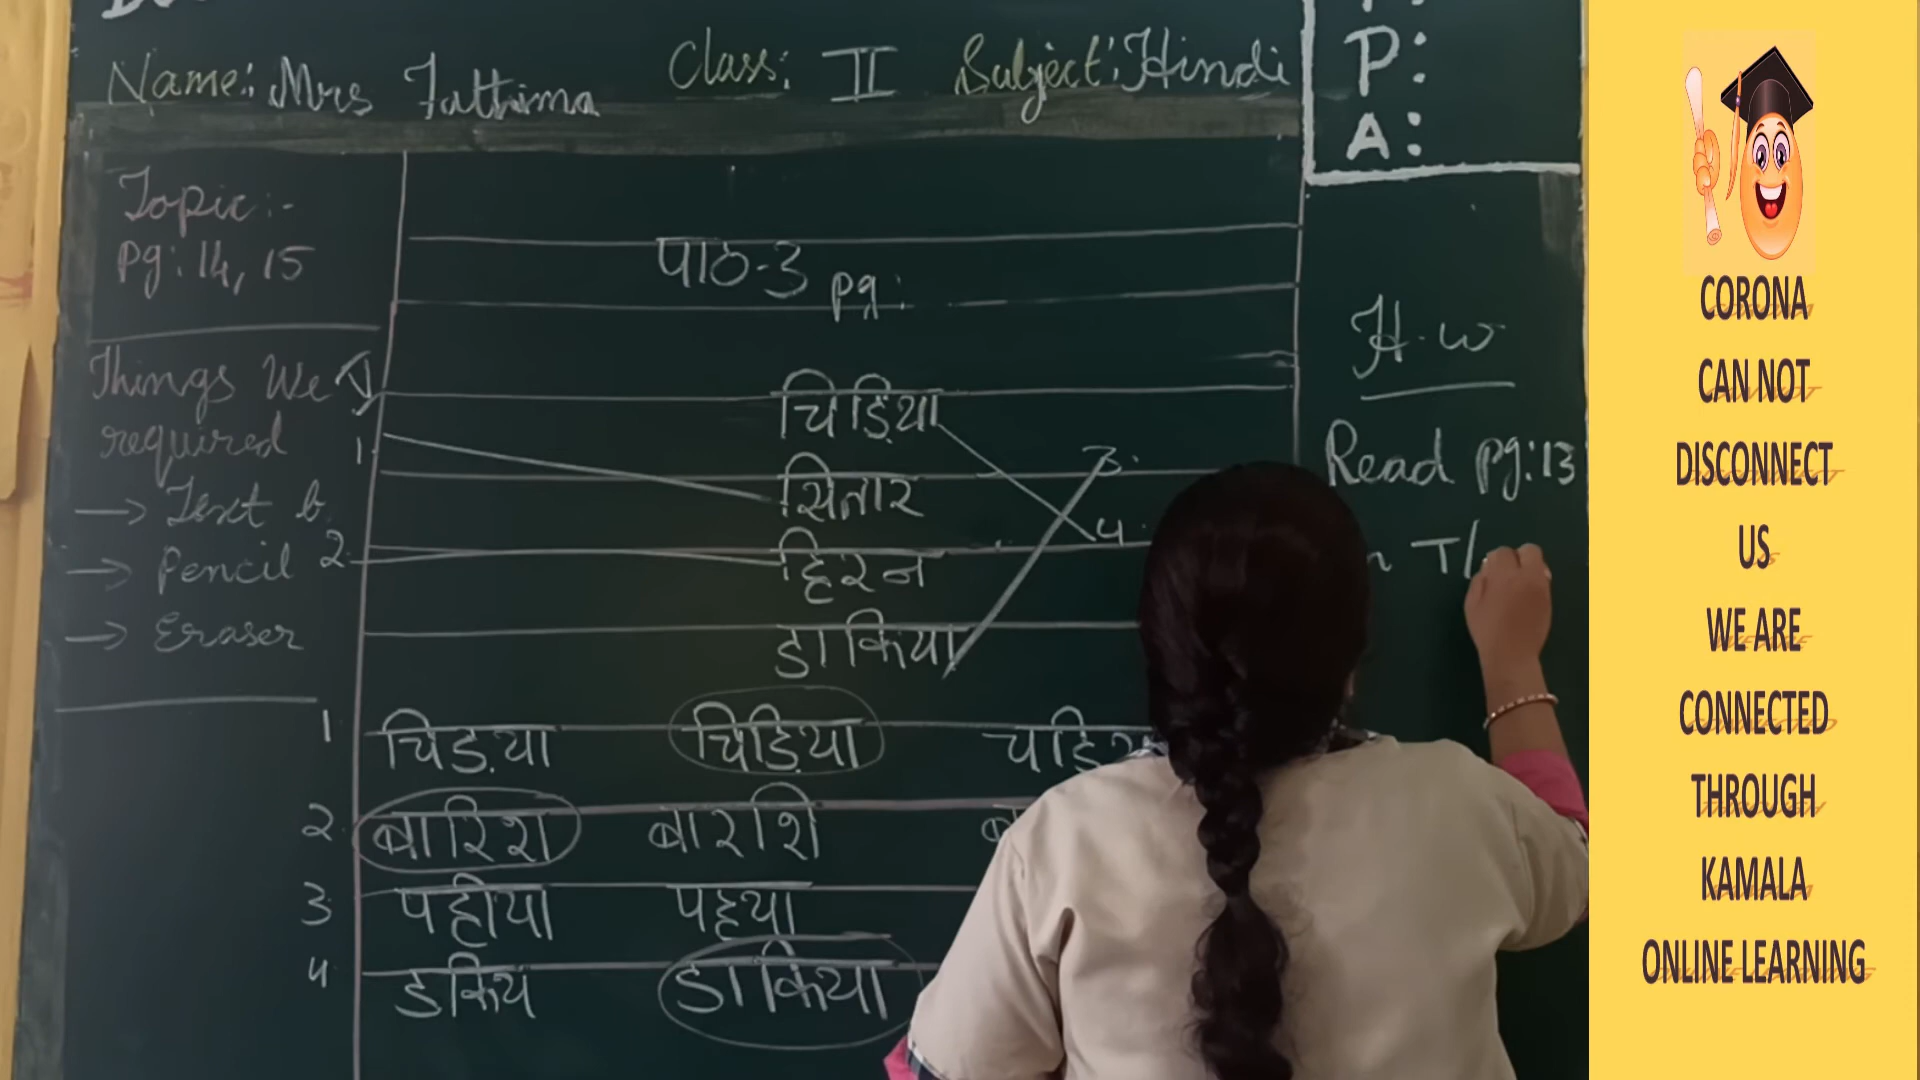 Name: Mrs Fathima Class: II Subject: Hindi
P:
A:
Topic:-
Pg: 14, 15
पाठ-3 pg:
Things We
required
→ Text b.
→ Pencil
→ Eraser
1.
2.
चिड़िया
सितार
हिरन
डाकिया
3.
4.
1 चिड़या चिड़िया
2. बारिश बारशि
3. पहीया पहृया
4. डकिय डाकिया
H.w
Read pg:13
T/
CORONA
CAN NOT
DISCONNECT
US
WE ARE
CONNECTED
THROUGH
KAMALA
ONLINE LEARNING